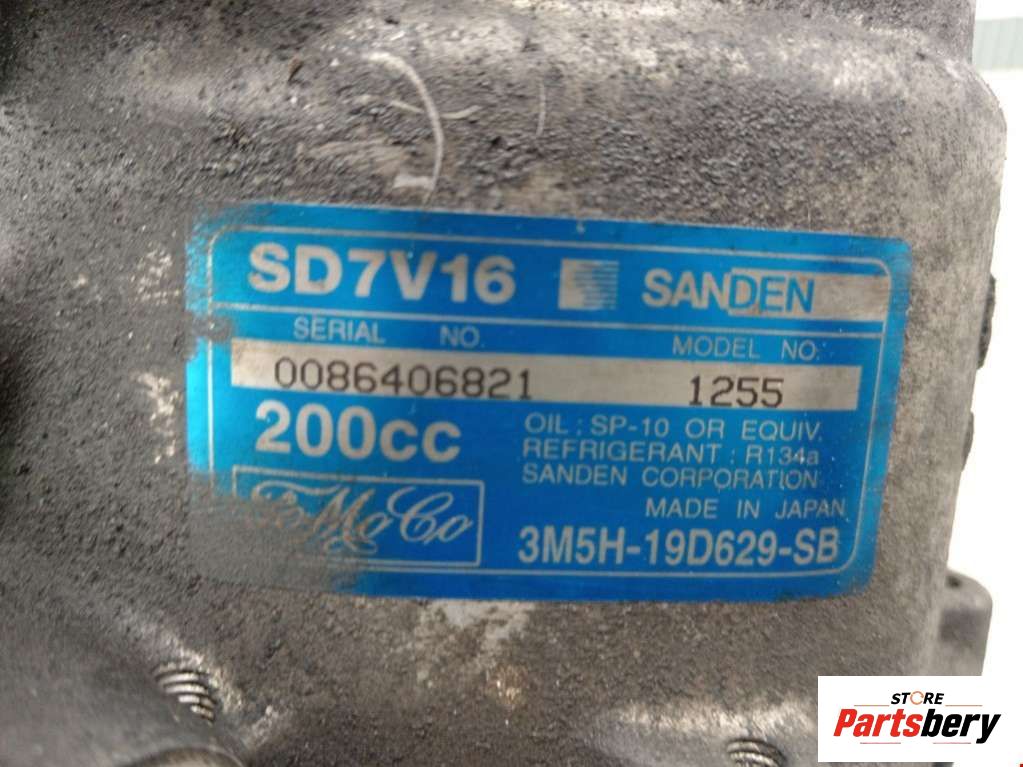 SD7V16 SANDEN
SERIAL NO. MODEL NO.
0086406821 1255
200cc
OIL : SP-10 OR EQUIV.
REFRIGERANT : R134a
SANDEN CORPORATION
MADE IN JAPAN
FoMoCo
3M5H-19D629-SB
STORE
Partsbery